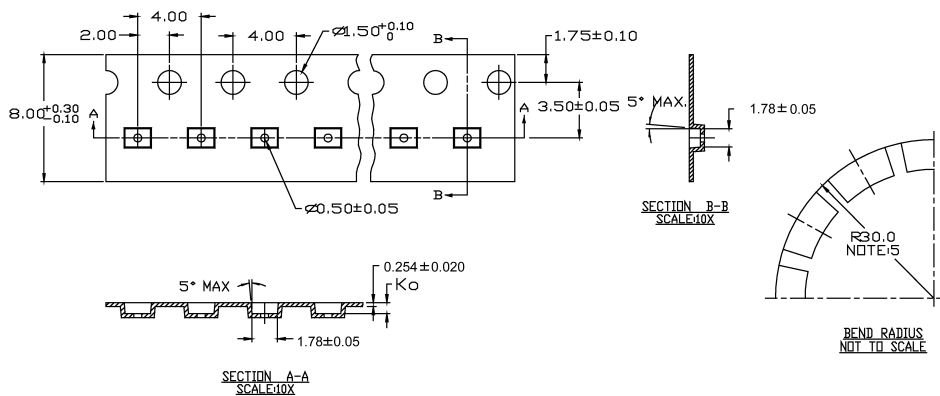 4.00
2.00
4.00
Ø1.50 +0.10 0
B
1.75±0.10
8.00 +0.30 -0.10
A
A
3.50±0.05
5° MAX.
1.78±0.05
B
Ø0.50±0.05
SECTION B-B
SCALE:10X
R30.0
NOTE:5
0.254±0.020
5° MAX
Ko
1.78±0.05
BEND RADIUS
NOT TO SCALE
SECTION A-A
SCALE:10X